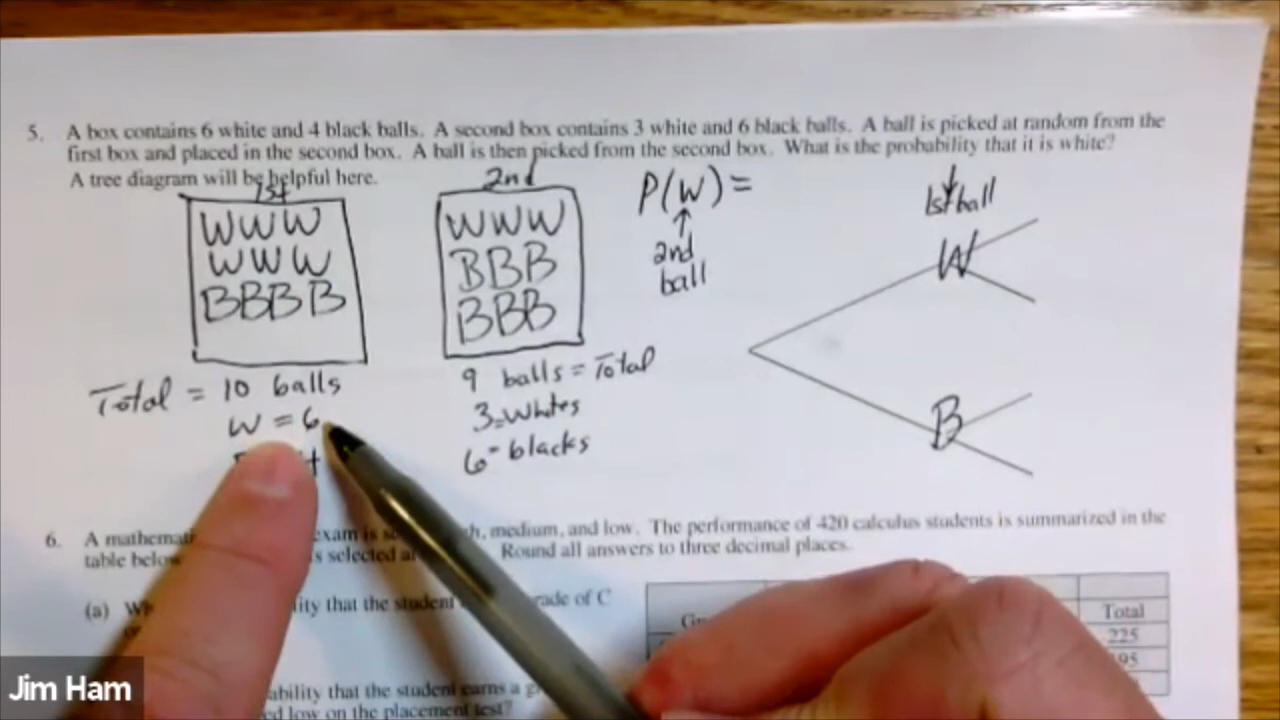 5. A box contains 6 white and 4 black balls. A second box contains 3 white and 6 black balls. A ball is picked at random from the
first box and placed in the second box. A ball is then picked from the second box. What is the probability that it is white?
A tree diagram will be helpful here.
1st
WWW
WWW
BBBB
Total = 10 balls
W = 6
2nd
WWW
BBB
BBB
9 balls = Total
3 = whites
6 = blacks
P(W) =
2nd
ball
1st ball
W
B
6. A mathemati exam is h, medium, and low. The performance of 420 calculus students is summarized in the
table below s selected Round all answers to three decimal places.
(a) ity that the student grade of C
Total
225
95
ability that the student earns a
ed low on the placement test?
Jim Ham